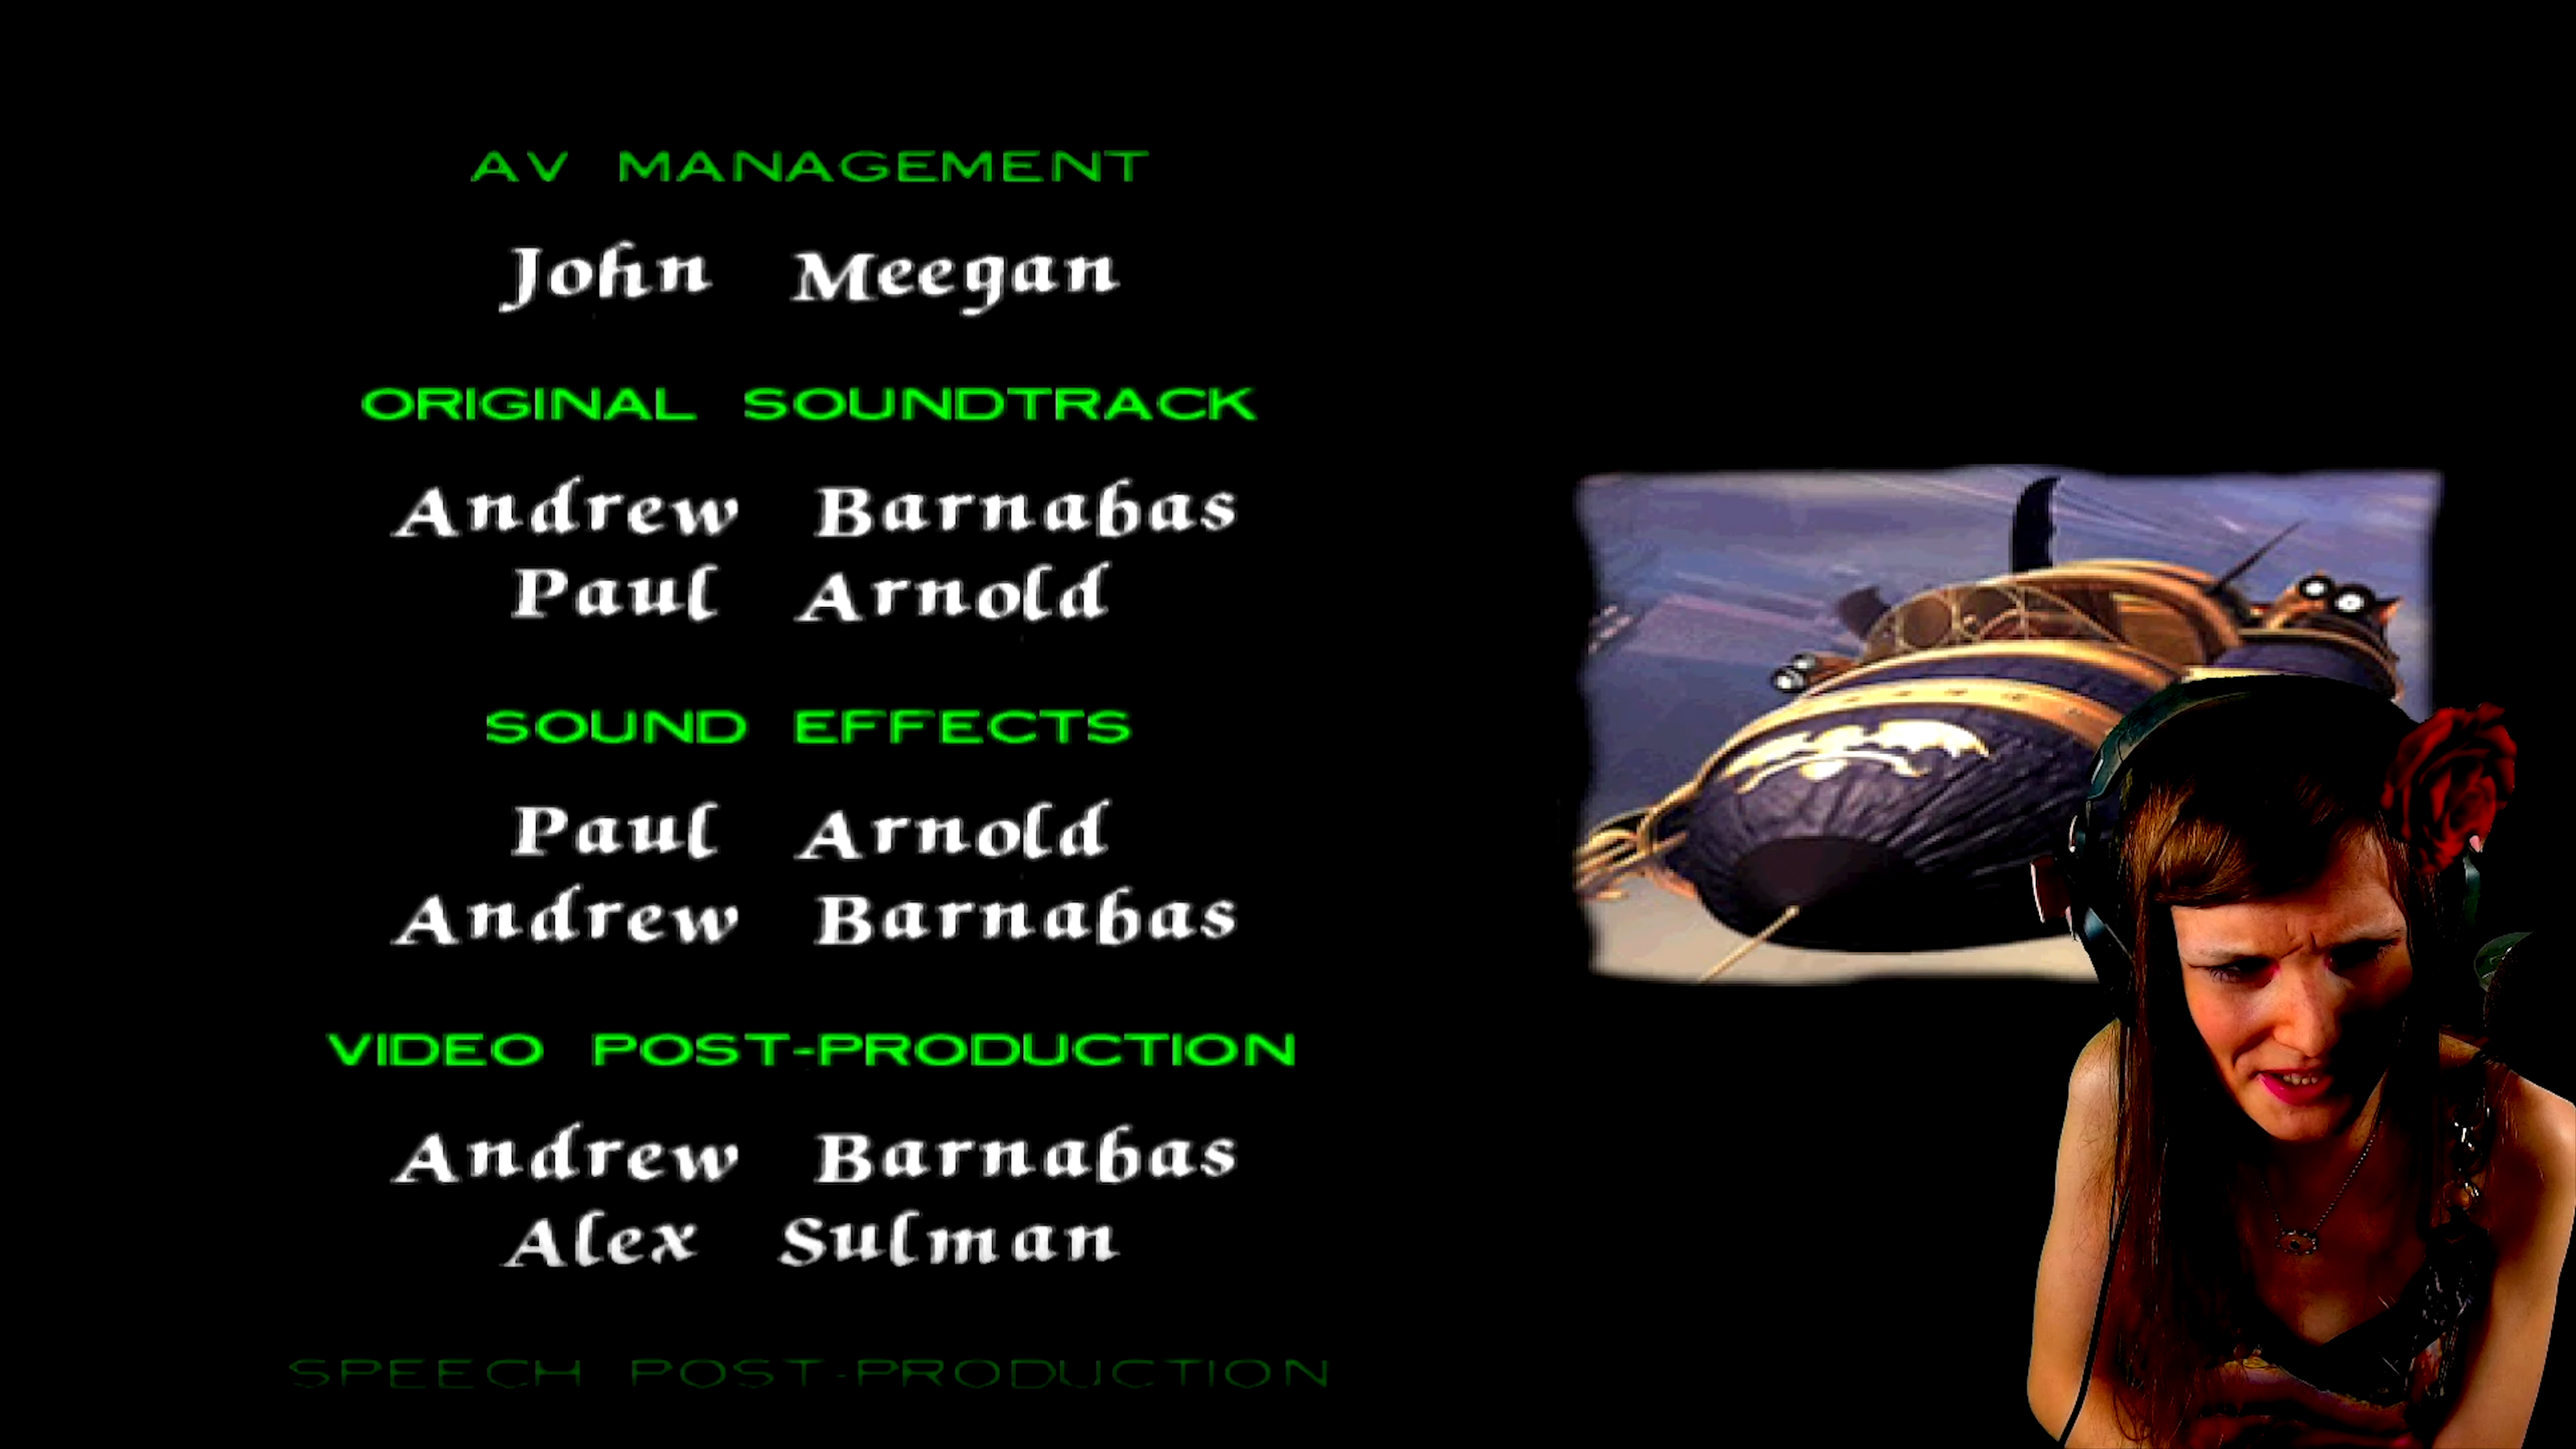 AV MANAGEMENT
John Meegan
ORIGINAL SOUNDTRACK
Andrew Barnabas
Paul Arnold
SOUND EFFECTS
Paul Arnold
Andrew Barnabas
VIDEO POST-PRODUCTION
Andrew Barnabas
Alex Sulman
SPEECH POST-PRODUCTION